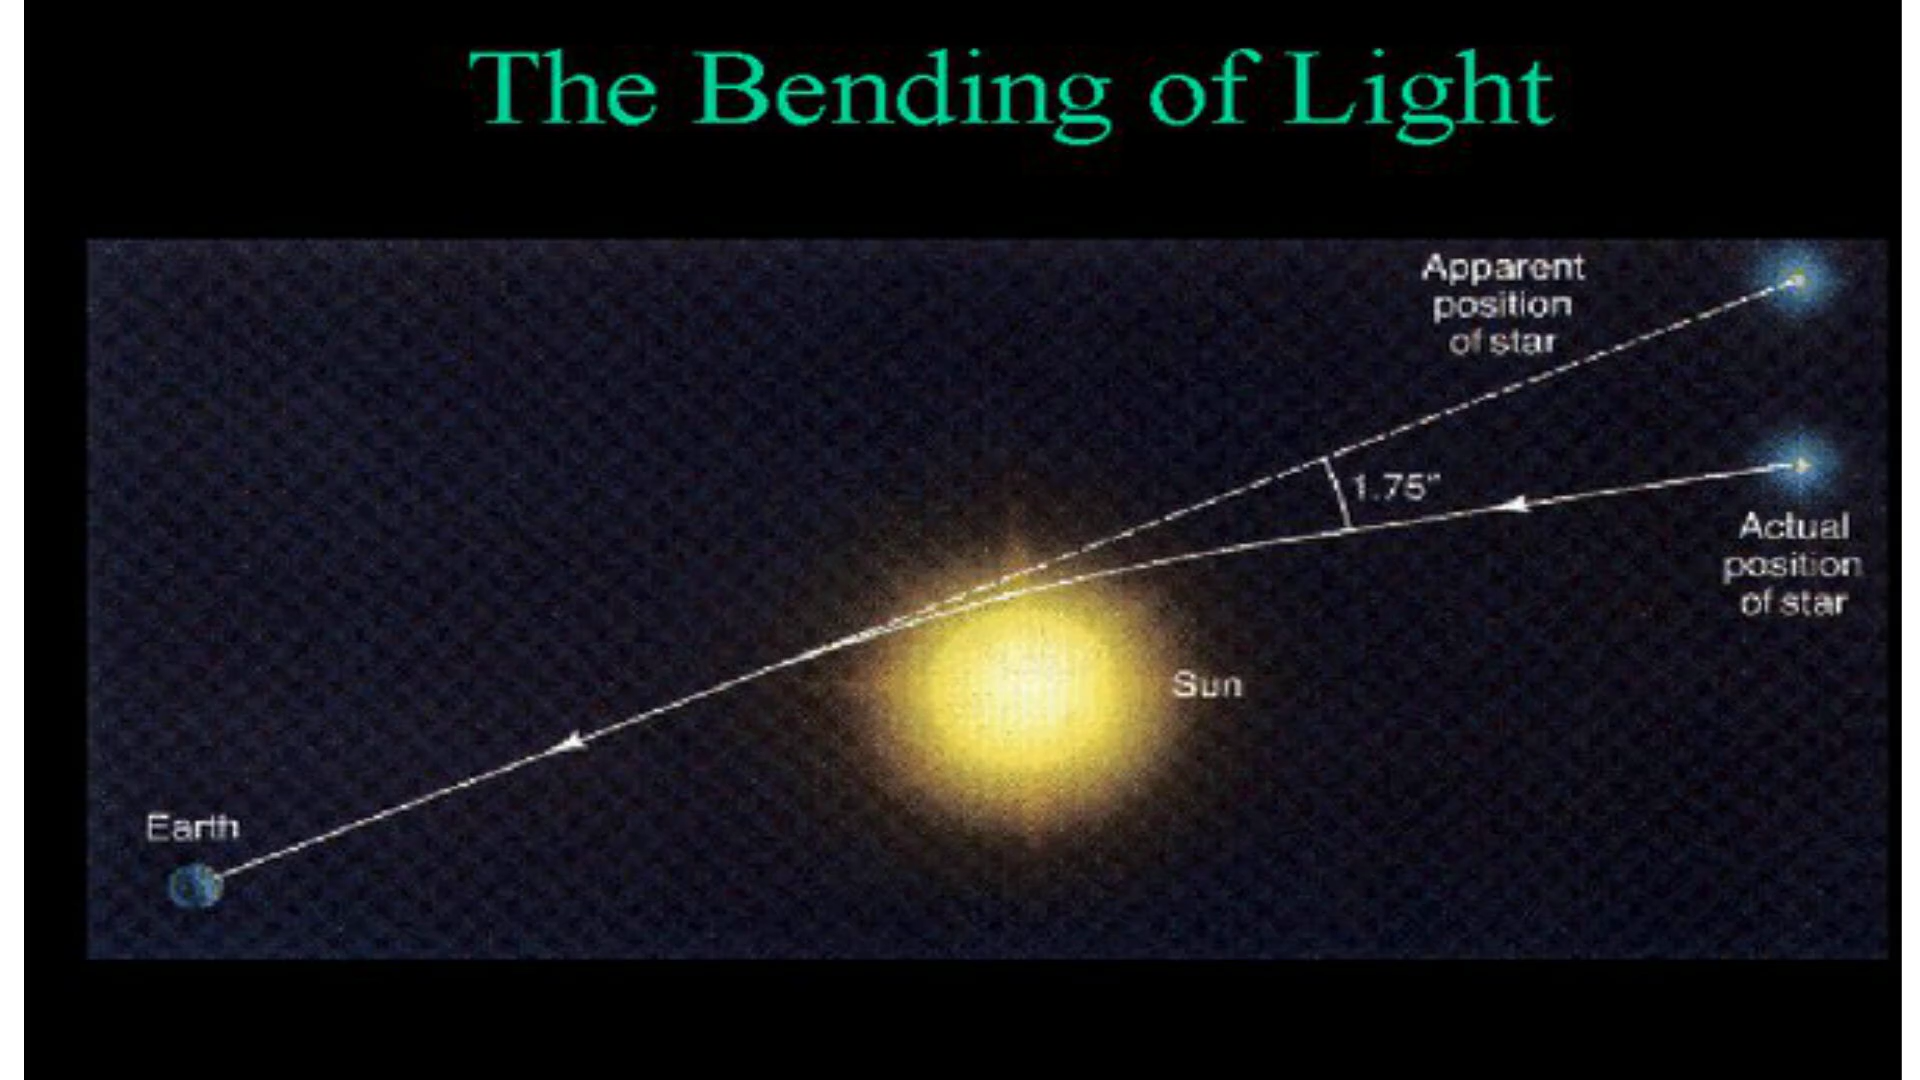 The Bending of Light
Apparent
position
of star
1.75"
Actual
position
of star
Sun
Earth